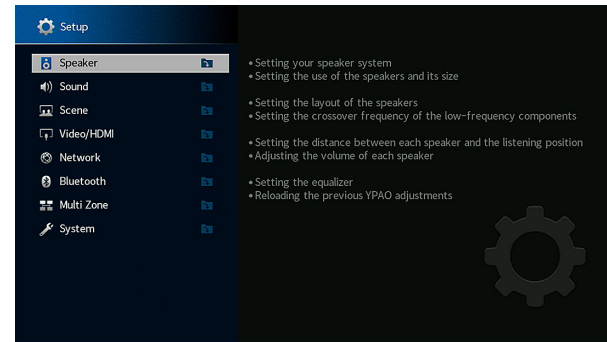 Setup
Speaker
Sound
Scene
Video/HDMI
Network
Bluetooth
Multi Zone
System
•Setting your speaker system
•Setting the use of the speakers and its size
•Setting the layout of the speakers
•Setting the crossover frequency of the low-frequency components
•Setting the distance between each speaker and the listening position
•Adjusting the volume of each speaker
•Setting the equalizer
•Reloading the previous YPAO adjustments